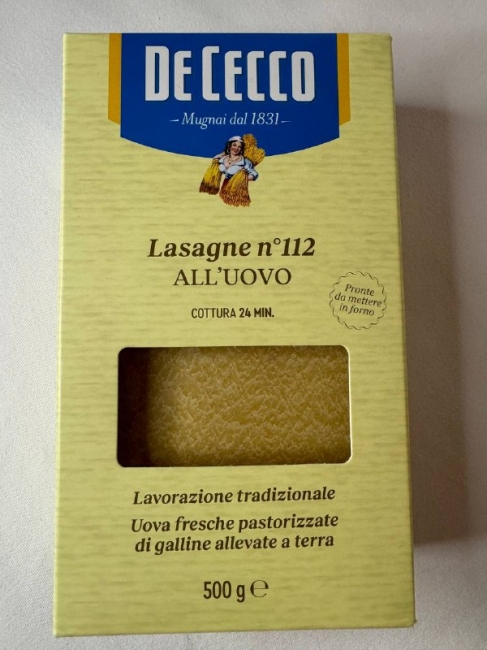 DE CECCO
– Mugnai dal 1831 –
Lasagne n°112
ALL'UOVO
COTTURA 24 MIN.
Pronte
da mettere
in forno
Lavorazione tradizionale
Uova fresche pastorizzate
di galline allevate a terra
500 g ℮